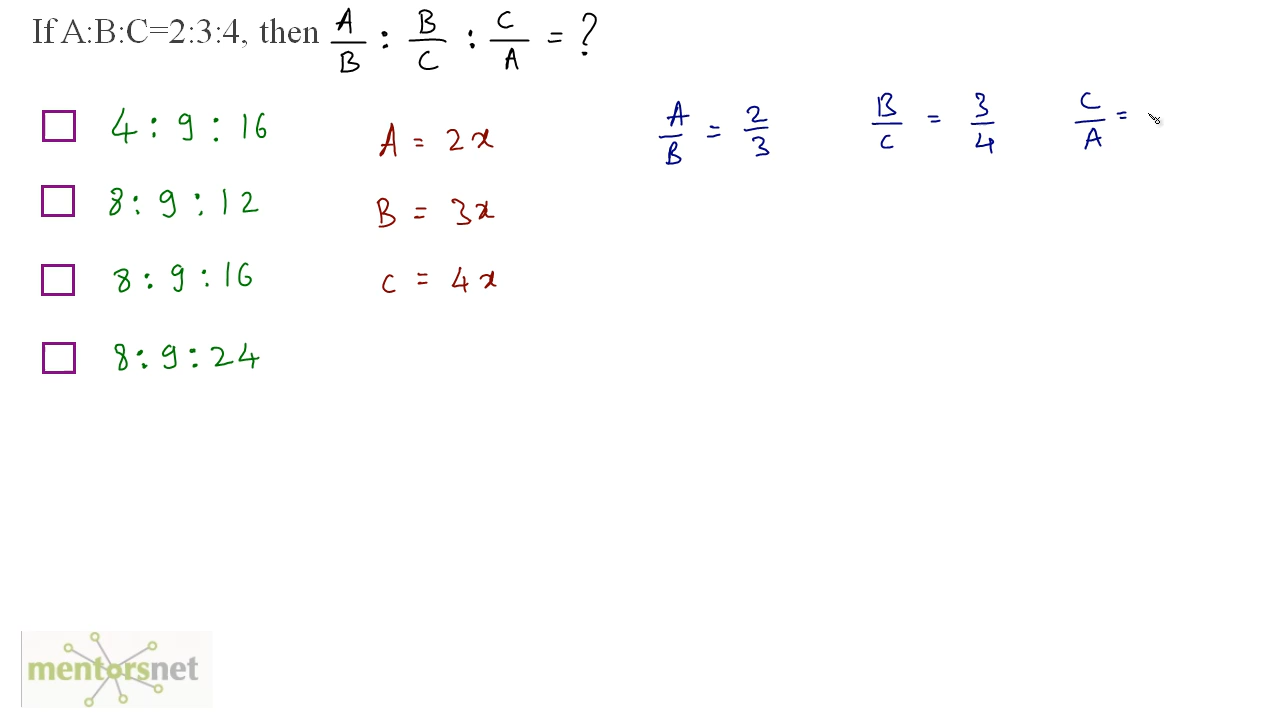 If A:B:C=2:3:4, then A/B : B/C : C/A = ?
4 : 9 : 16
8 : 9 : 12
8 : 9 : 16
8 : 9 : 24
A = 2x
B = 3x
C = 4x
A/B = 2/3
B/C = 3/4
C/A =
mentorsnet